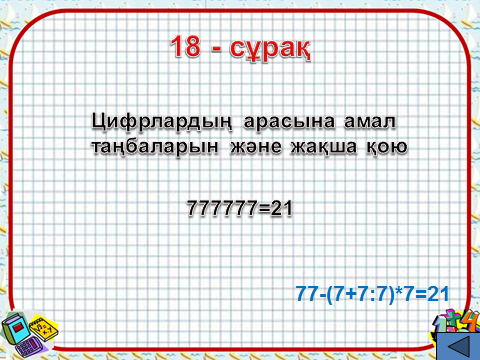 18 - сұрақ
Цифрлардың арасына амал
таңбаларын және жақша қою
777777=21
77-(7+7:7)*7=21